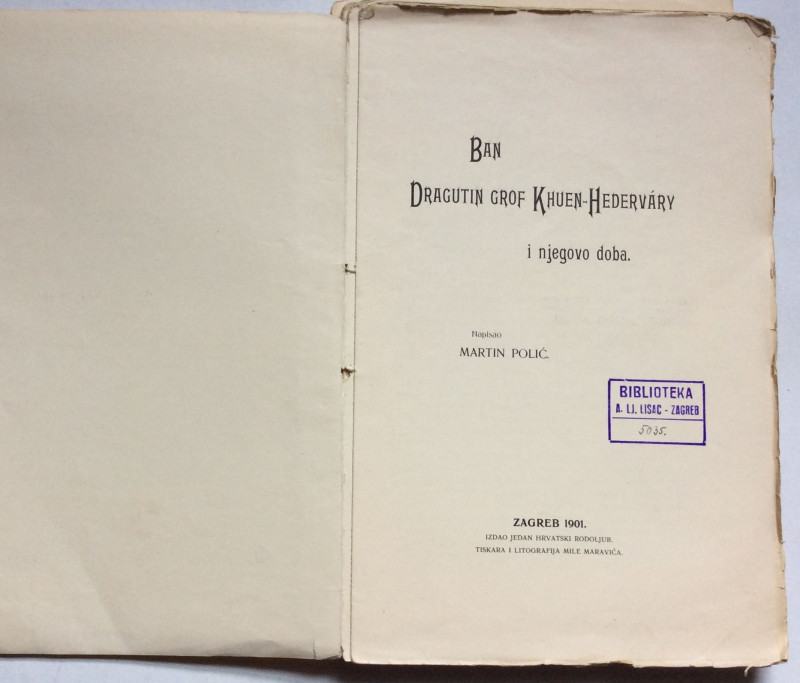 Ban
Dragutin grof Khuen-Hederváry
i njegovo doba.
Napisao
MARTIN POLIĆ.
BIBLIOTEKA
A. LJ. LISAC - ZAGREB
5035.
ZAGREB 1901.
IZDAO JEDAN HRVATSKI RODOLJUB.
TISKARA I LITOGRAFIJA MILE MARAVIĆA.